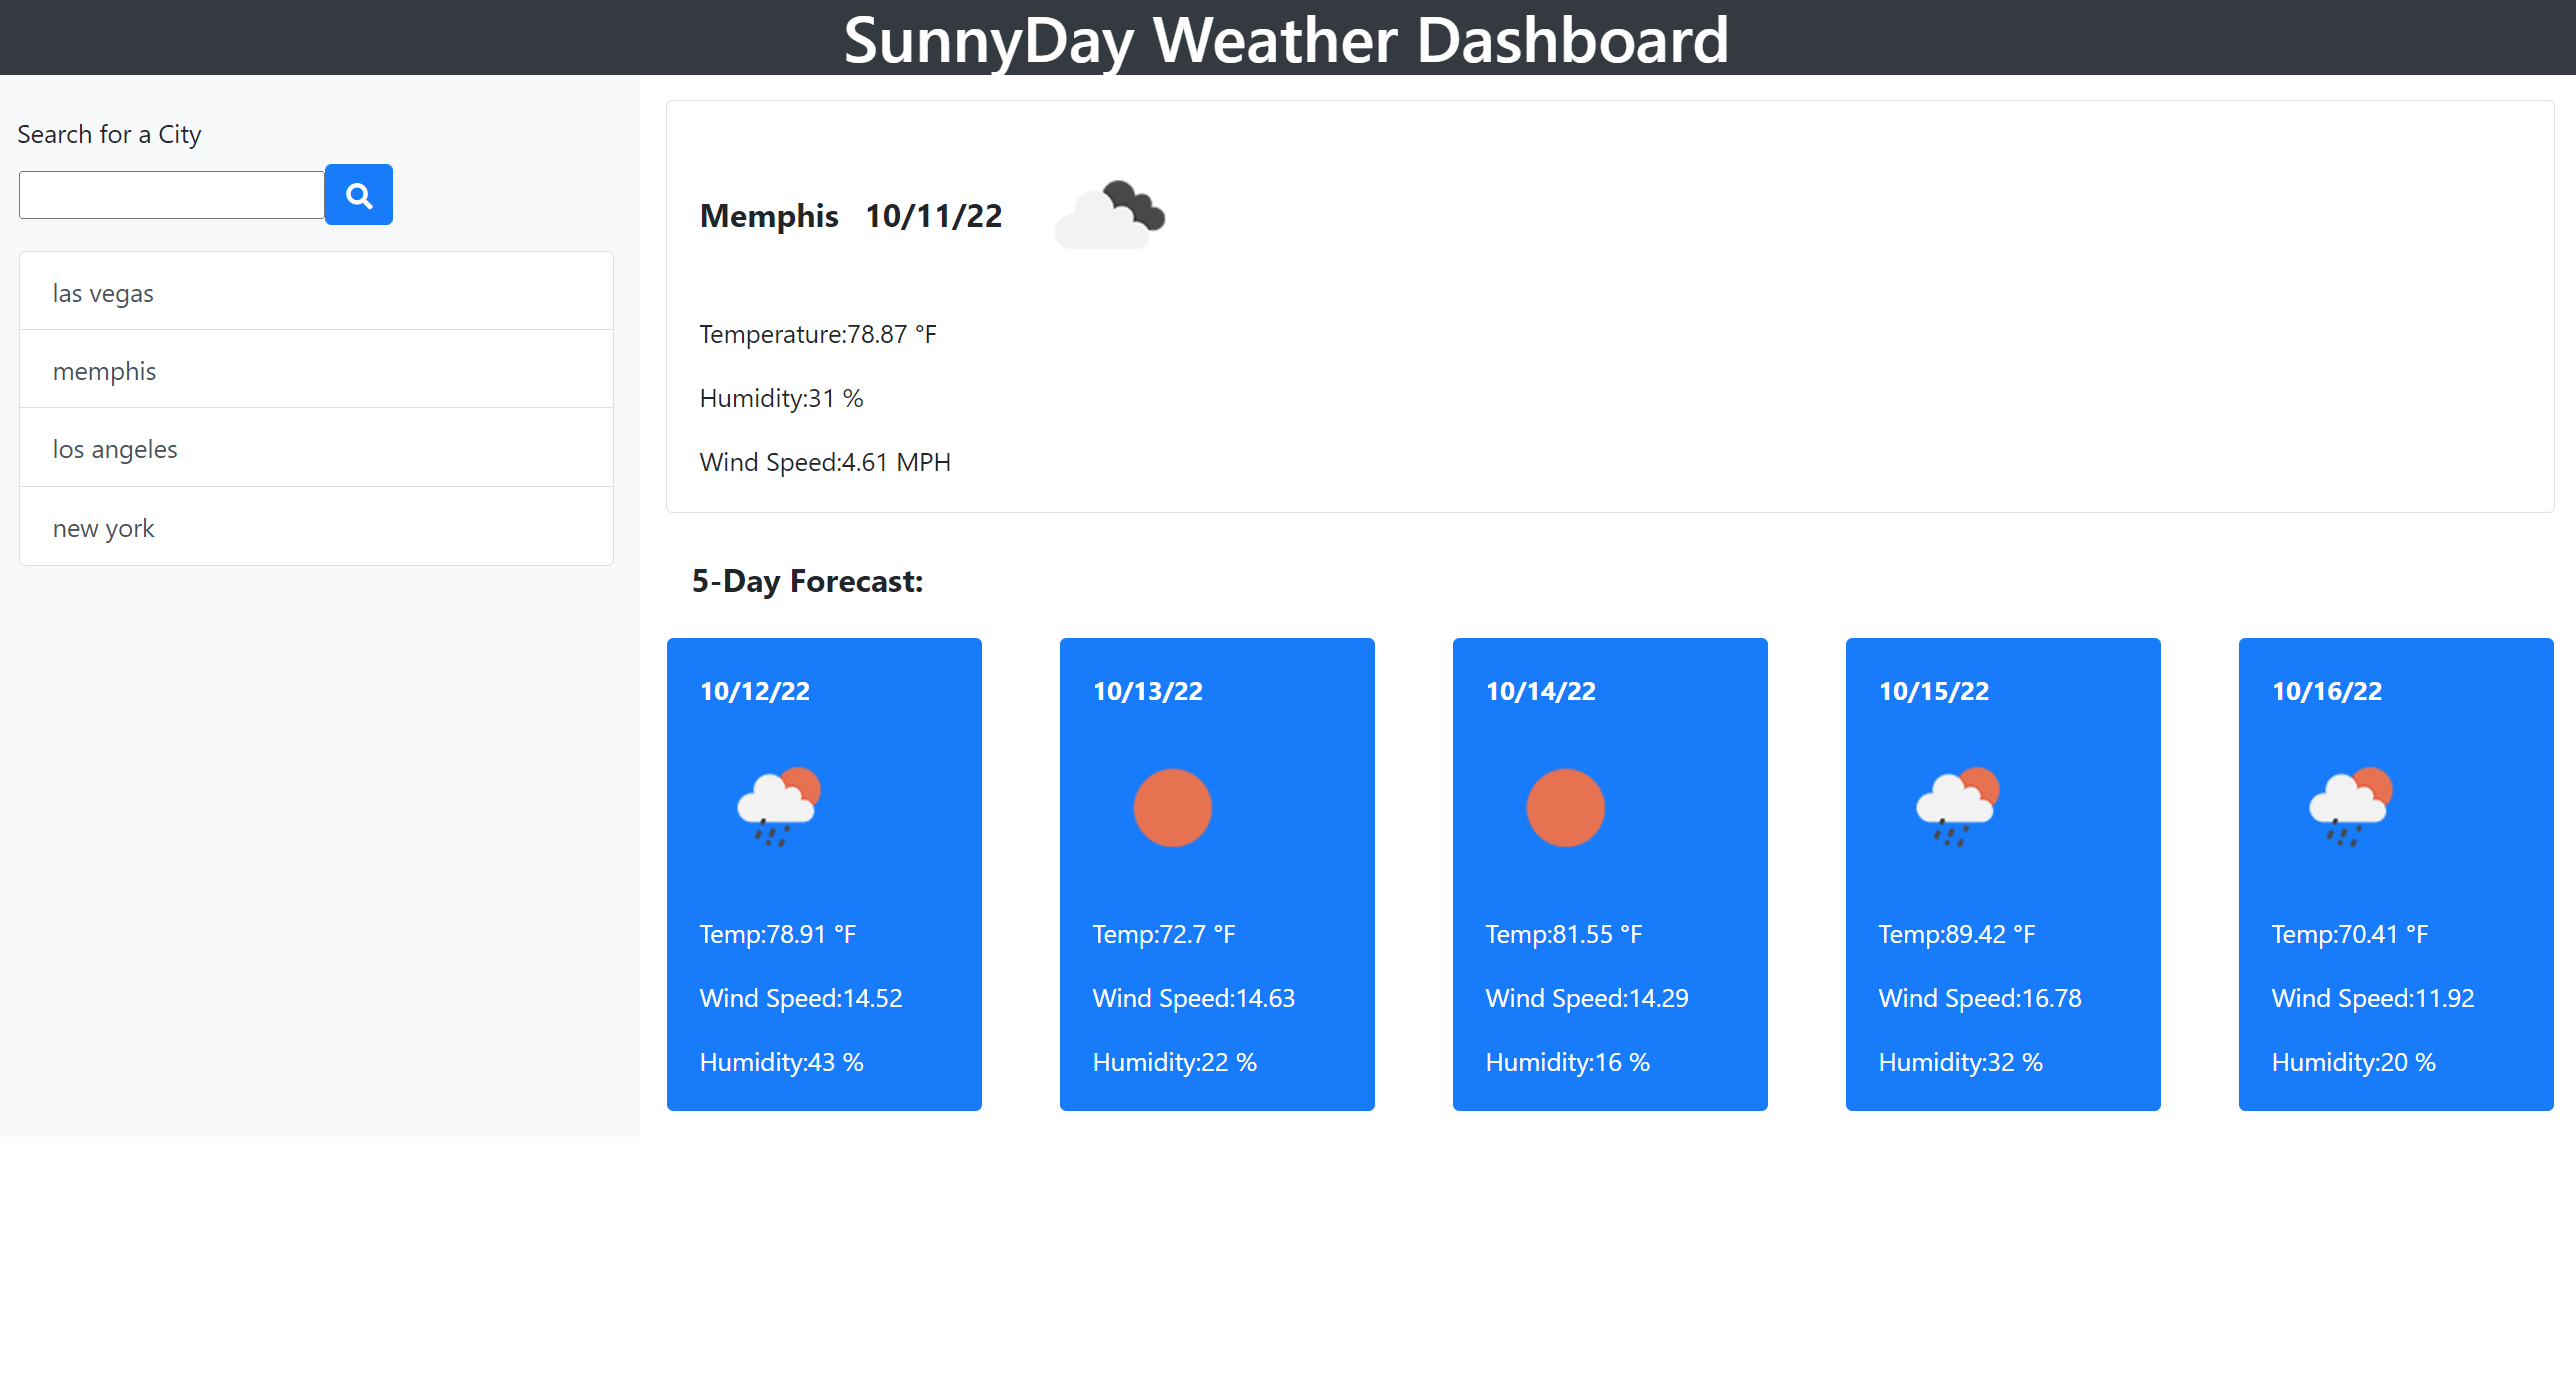 SunnyDay Weather Dashboard
Search for a City
las vegas
memphis
los angeles
new york
Memphis 10/11/22
Temperature:78.87 °F
Humidity:31 %
Wind Speed:4.61 MPH
5-Day Forecast:
10/12/22
Temp:78.91 °F
Wind Speed:14.52
Humidity:43 %
10/13/22
Temp:72.7 °F
Wind Speed:14.63
Humidity:22 %
10/14/22
Temp:81.55 °F
Wind Speed:14.29
Humidity:16 %
10/15/22
Temp:89.42 °F
Wind Speed:16.78
Humidity:32 %
10/16/22
Temp:70.41 °F
Wind Speed:11.92
Humidity:20 %